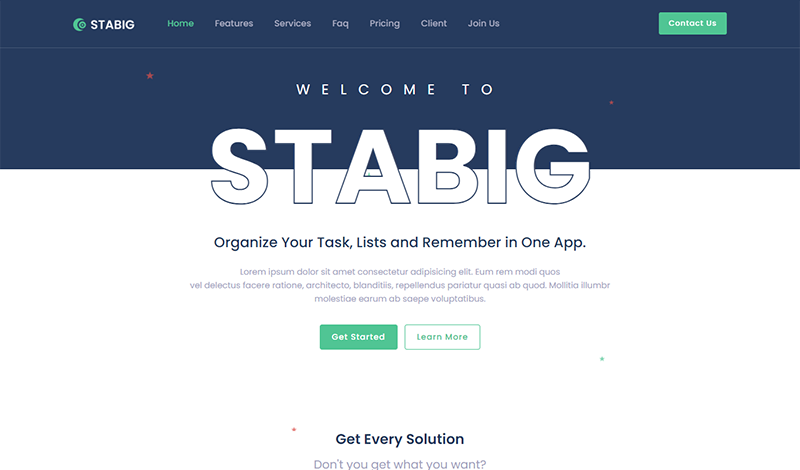 STABIG
Home Features Services Faq Pricing Client Join Us
Contact Us
WELCOME TO
STABIG
Organize Your Task, Lists and Remember in One App.
Lorem ipsum dolor sit amet consectetur adipisicing elit. Eum rem modi quos
vel delectus facere ratione, architecto, blanditiis, repellendus pariatur quasi ab quod. Mollitia illumbr
molestiae earum ab saepe voluptatibus.
Get Started
Learn More
Get Every Solution
Don't you get what you want?